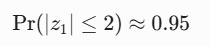 Pr(|z₁| ≤ 2) ≈ 0.95